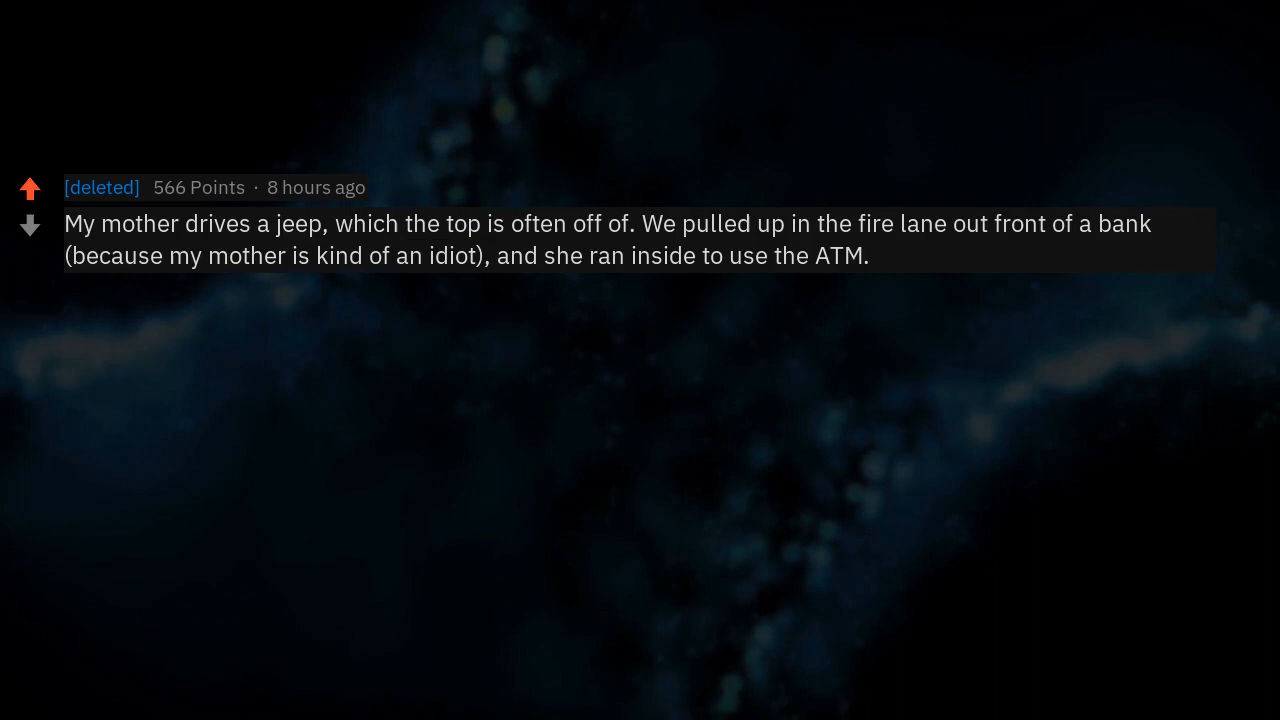 [deleted] 566 Points · 8 hours ago
My mother drives a jeep, which the top is often off of. We pulled up in the fire lane out front of a bank
(because my mother is kind of an idiot), and she ran inside to use the ATM.